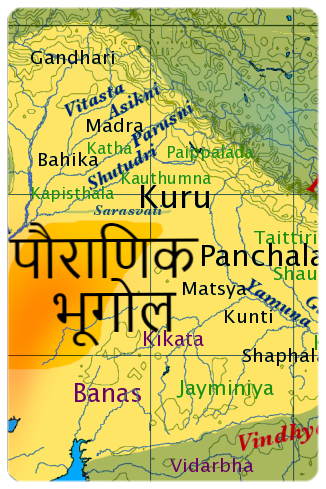 Gandhari
Vitasta
Asikni
Parusni
Madra
Katha
Paippalada
Bahika
Shutudri
Kauthumna
Kapisthala
Kuru
Sarasvati
पौराणिक
भूगोल
Taittiri
Panchala
Shau
Matsya
Yamuna
G
Kunti
Kikata
Shaphal
Banas
Jayminiya
Vindhy
Vidarbha